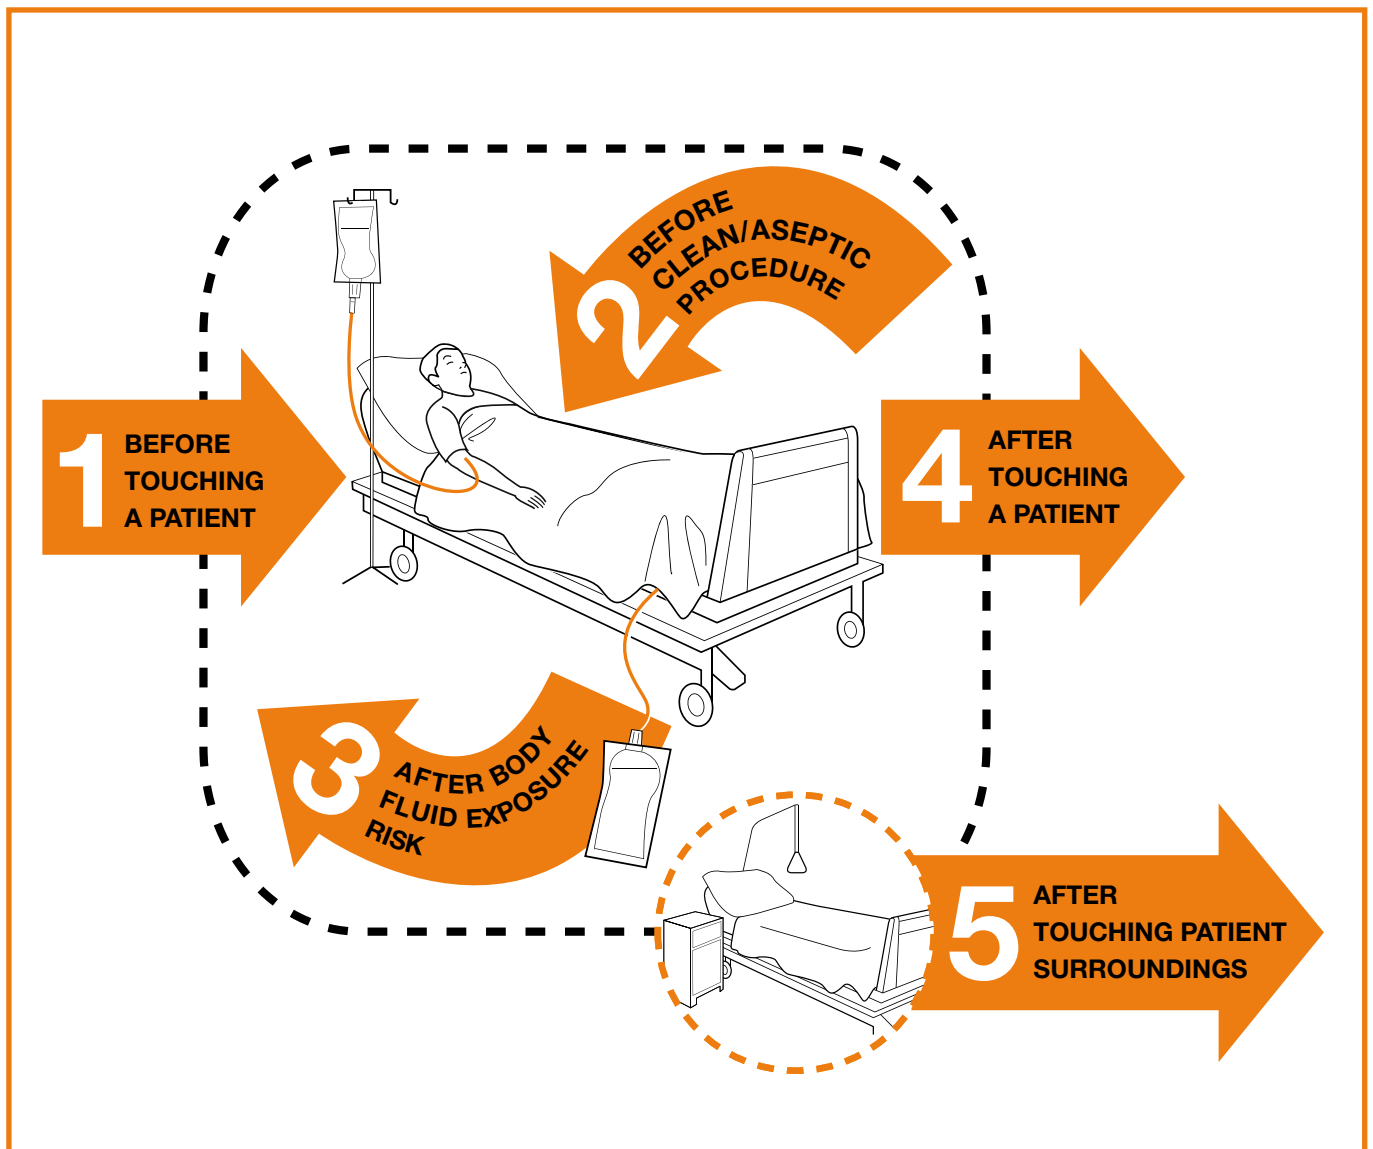 1
BEFORE
TOUCHING
A PATIENT
2
BEFORE
CLEAN/ASEPTIC
PROCEDURE
3
AFTER BODY
FLUID EXPOSURE
RISK
4
AFTER
TOUCHING
A PATIENT
5
AFTER
TOUCHING PATIENT
SURROUNDINGS